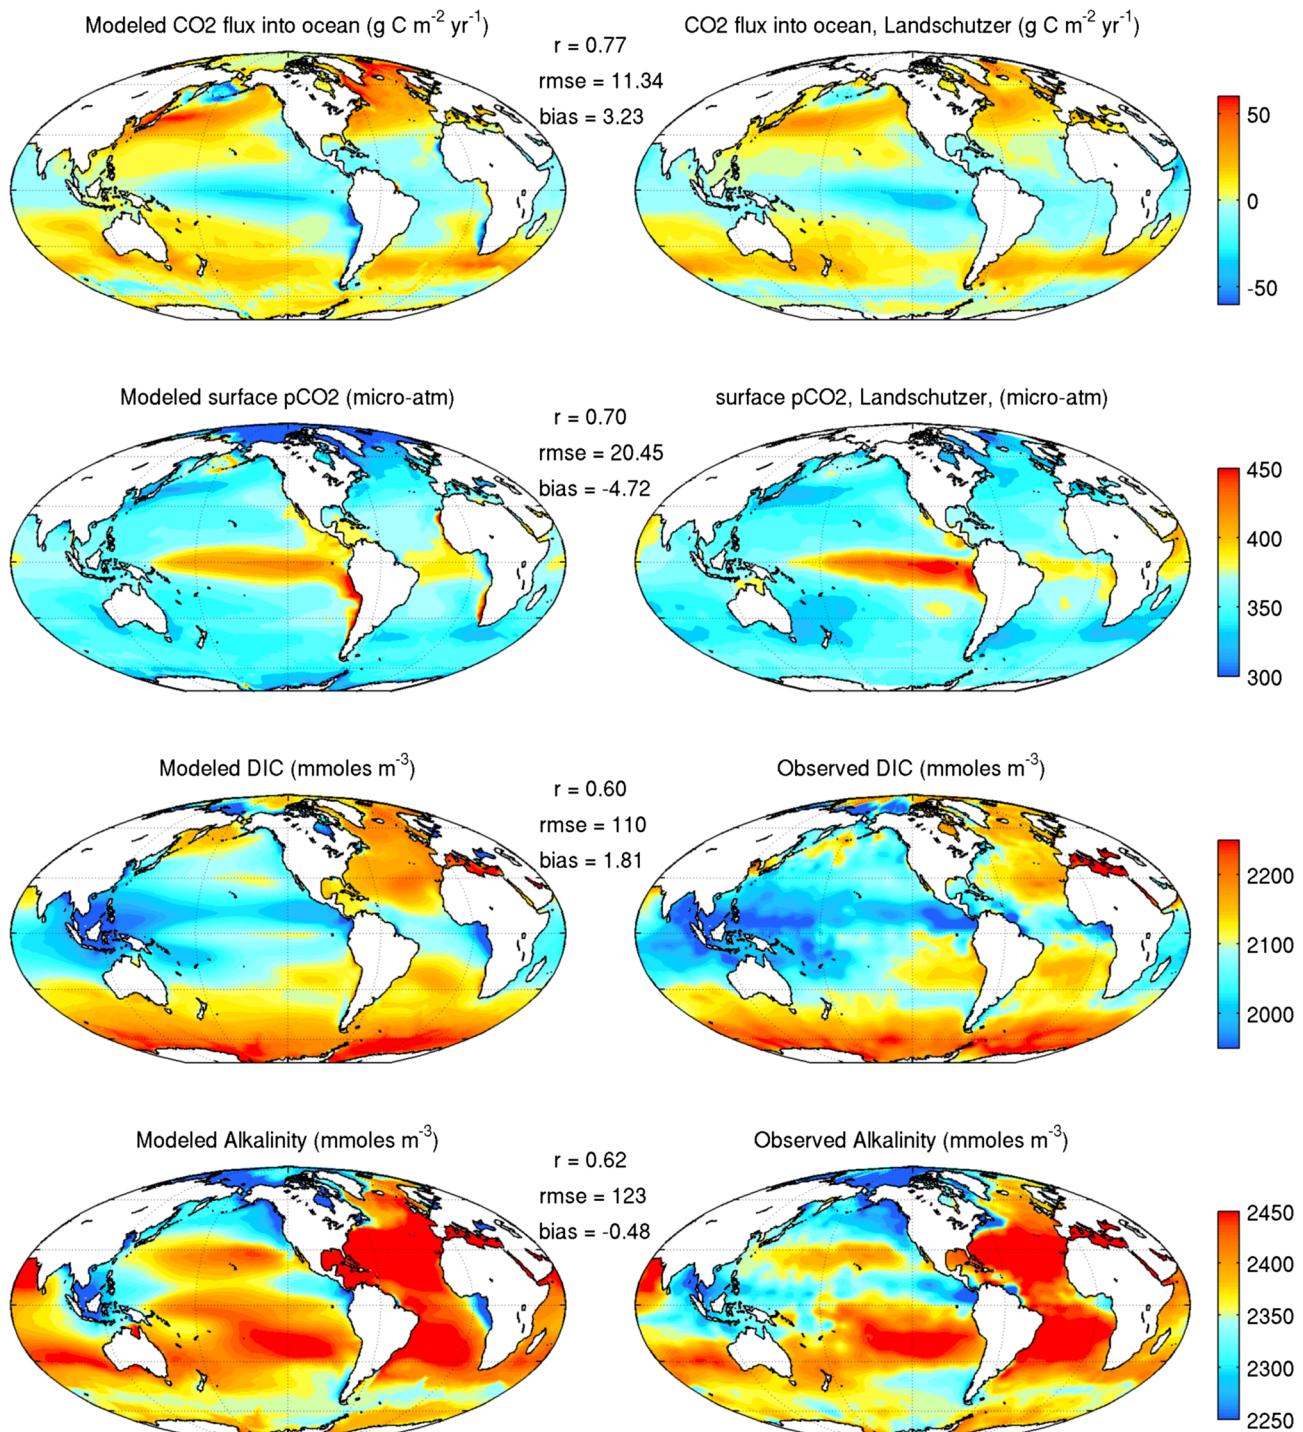 Modeled CO2 flux into ocean (g C m-2 yr-1)
CO2 flux into ocean, Landschutzer (g C m-2 yr-1)
r = 0.77
rmse = 11.34
bias = 3.23
50
0
-50
Modeled surface pCO2 (micro-atm)
surface pCO2, Landschutzer, (micro-atm)
r = 0.70
rmse = 20.45
bias = -4.72
450
400
350
300
Modeled DIC (mmoles m-3)
Observed DIC (mmoles m-3)
r = 0.60
rmse = 110
bias = 1.81
2200
2100
2000
Modeled Alkalinity (mmoles m-3)
Observed Alkalinity (mmoles m-3)
r = 0.62
rmse = 123
bias = -0.48
2450
2400
2350
2300
2250